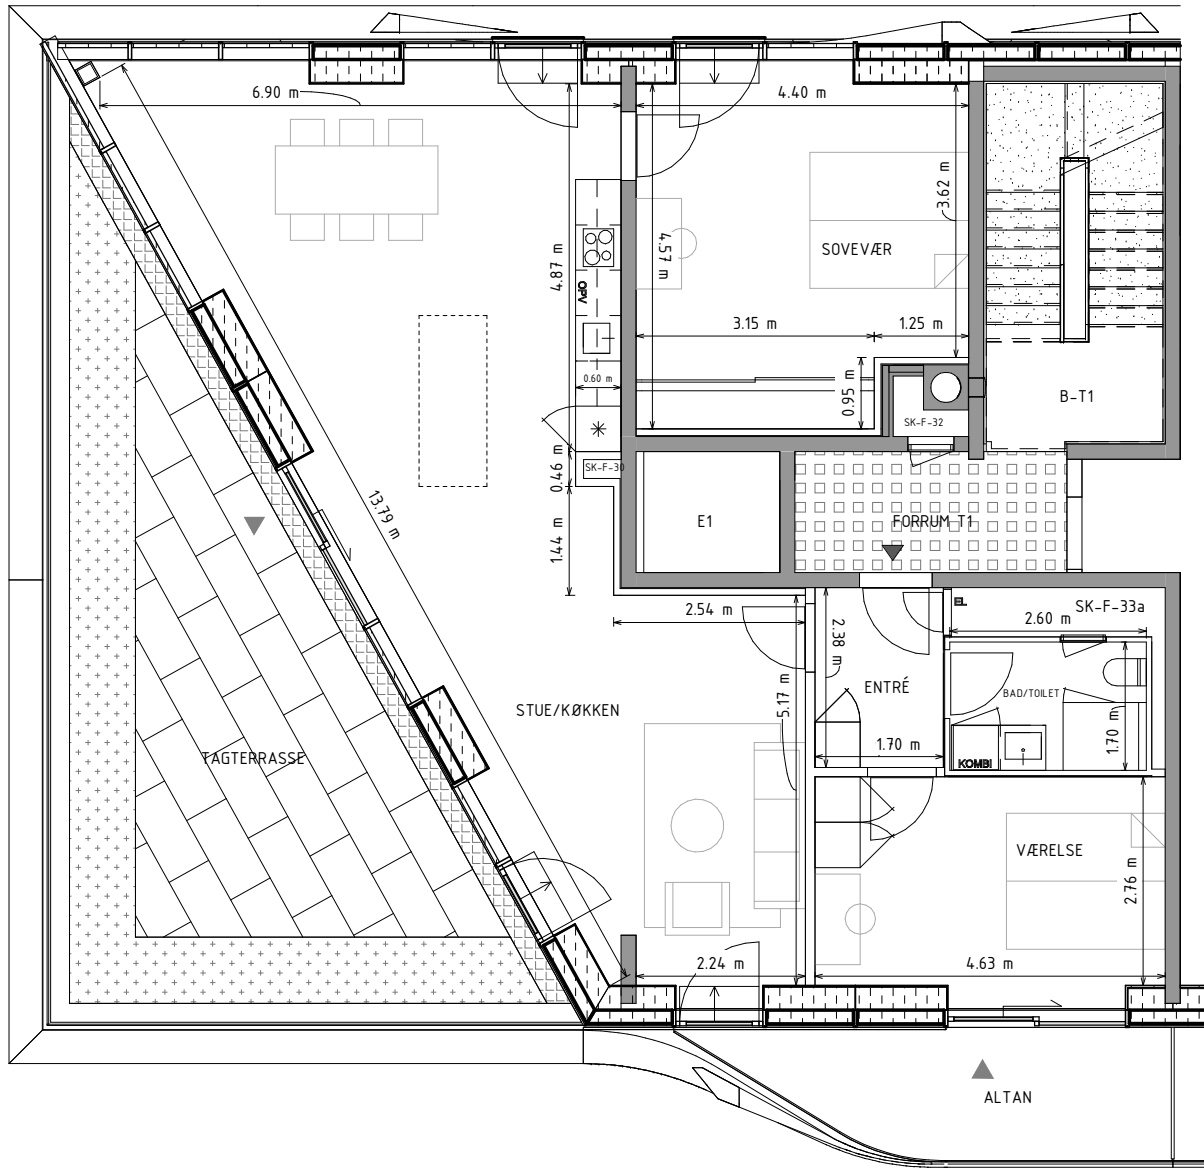 6.90 m
4.40 m
3.62 m
4.57 m
4.87 m
SOVEVÆR
OPV
3.15 m
1.25 m
0.60 m
0.95 m
B-T1
SK-F-32
SK-F-30
0.46 m
13.79 m
E1
FORRUM T1
1.44 m
2.54 m
2.38 m
EL
SK-F-33a
2.60 m
ENTRÉ
BAD/TOILET
5.17 m
STUE/KØKKEN
1.70 m
1.70 m
TAGTERRASSE
KOMBI
VÆRELSE
2.76 m
2.24 m
4.63 m
ALTAN